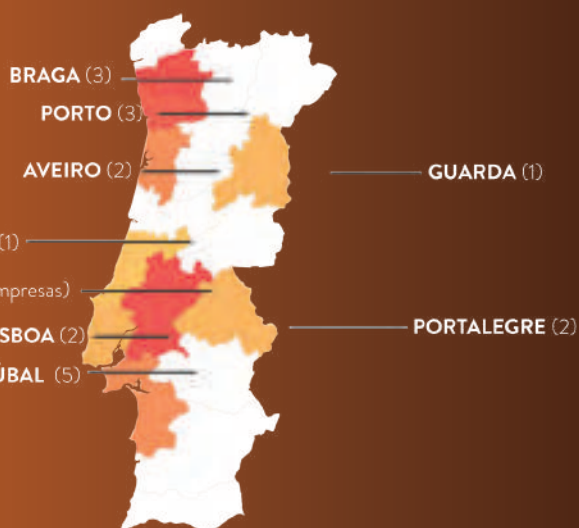 BRAGA (3)
PORTO (3)
AVEIRO (2)
GUARDA (1)
(1)
mpresas)
SBOA (2)
PORTALEGRE (2)
ÚBAL (5)